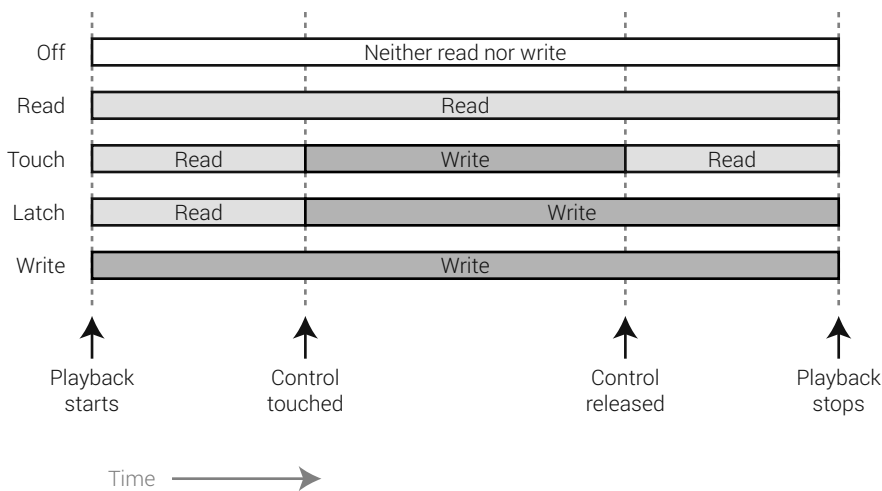 Off Neither read nor write
Read Read
Touch Read Write Read
Latch Read Write
Write Write
Playback starts
Control touched
Control released
Playback stops
Time